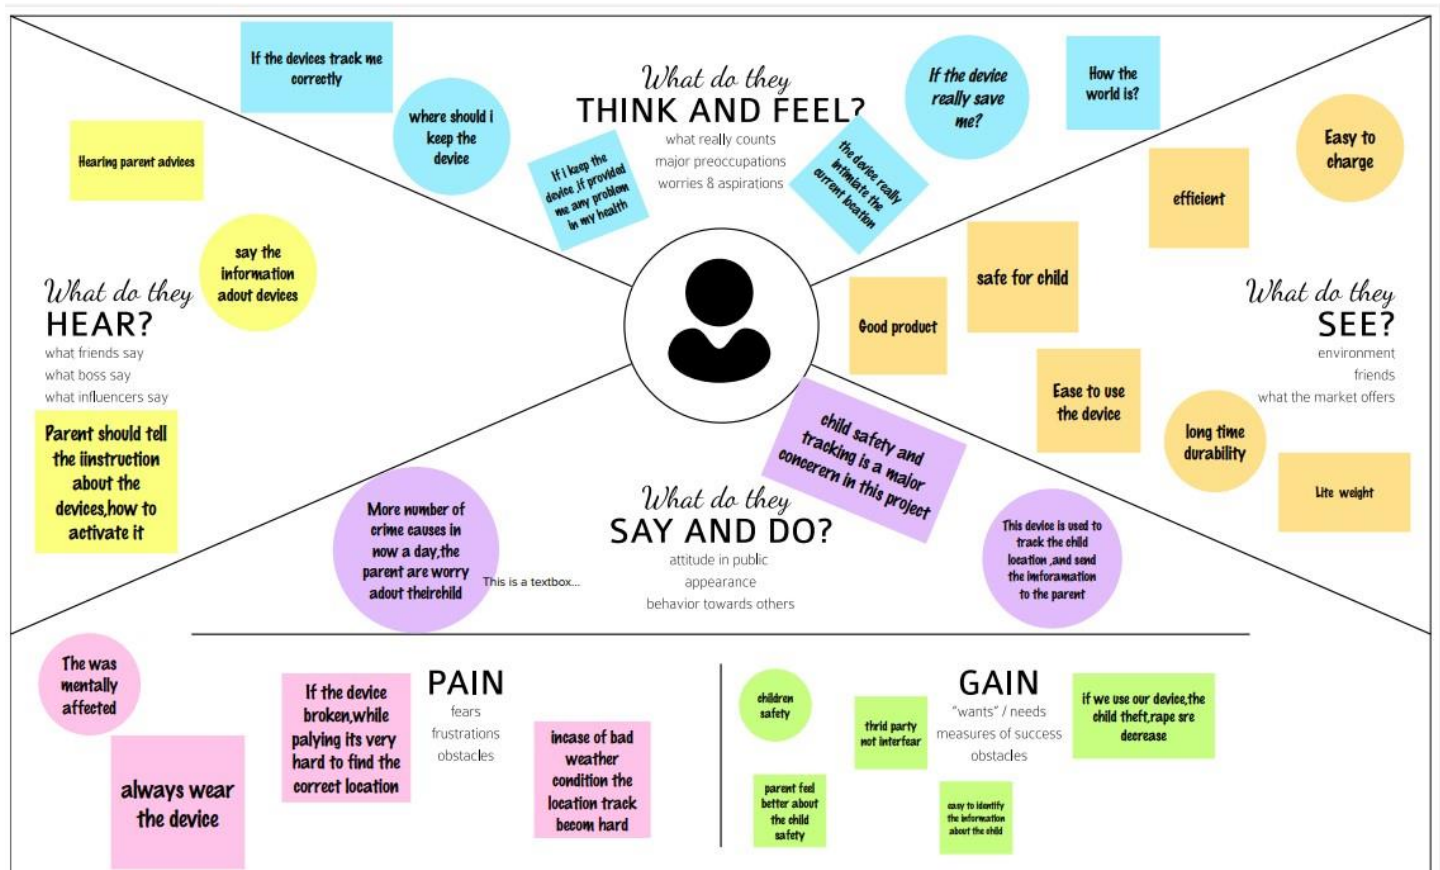 If the devices track me
correctly
where should i
keep the
device
If i keep the
device ,if provided
me any problem
in my health
What do they
THINK AND FEEL?
what really counts
major preoccupations
worries & aspirations
the device really
intimiate the
current location
If the device
really save
me?
How the
world is?
Hearing parent advices
say the
information
adout devices
What do they
HEAR?
what friends say
what boss say
what influencers say
Parent should tell
the iinstruction
about the
devices,how to
activate it
Easy to
charge
efficient
safe for child
Good product
What do they
SEE?
environment
friends
what the market offers
Ease to use
the device
long time
durability
Lite weight
More number of
crime causes in
now a day,the
parent are worry
adout theirchild
This is a textbox...
What do they
SAY AND DO?
attitude in public
appearance
behavior towards others
child safety and
tracking is a major
concerern in this project
This device is used to
track the child
location ,and send
the imforamation
to the parent
The was
mentally
affected
always wear
the device
If the device
broken,while
palying its very
hard to find the
correct location
PAIN
fears
frustrations
obstacles
incase of bad
weather
condition the
location track
becom hard
children
safety
thrid party
not interfear
GAIN
"wants" / needs
measures of success
obstacles
if we use our device,the
child theft,rape sre
decrease
parent feel
better about
the child
safety
easy to identify
the information
about the child